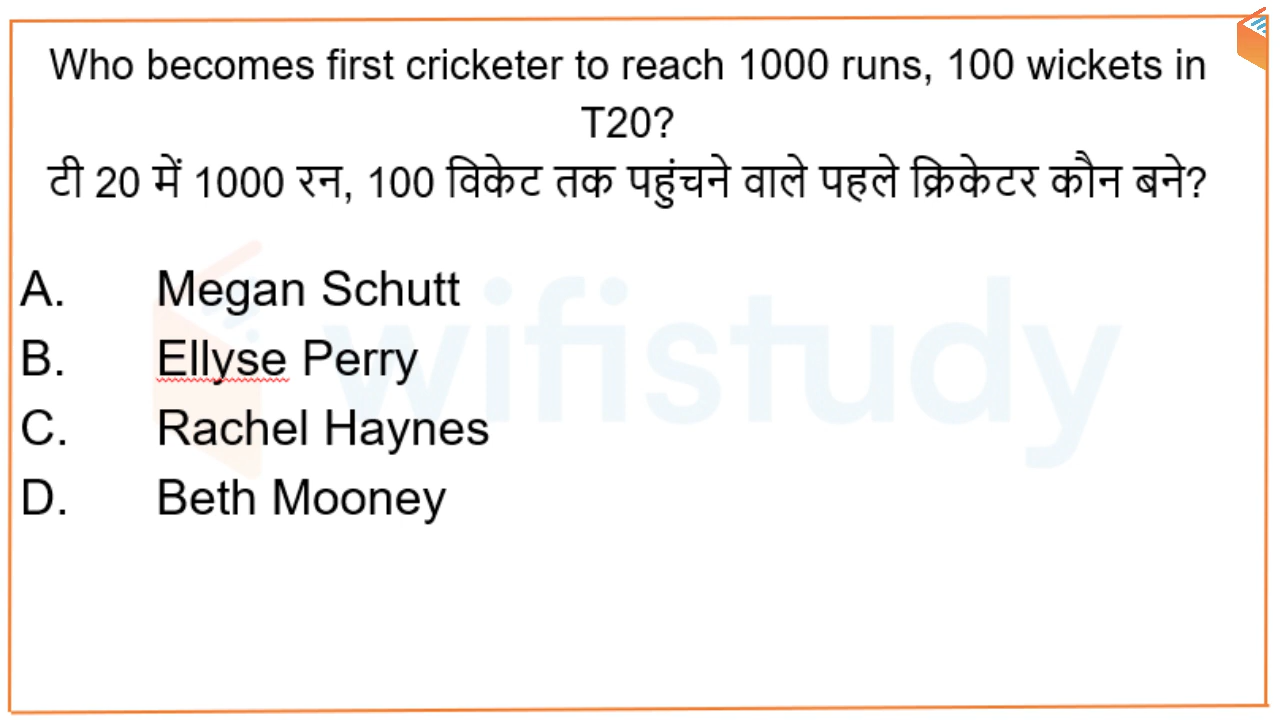 Who becomes first cricketer to reach 1000 runs, 100 wickets in
T20?
टी 20 में 1000 रन, 100 विकेट तक पहुंचने वाले पहले क्रिकेटर कौन बने?
A. Megan Schutt
B. Ellyse Perry
C. Rachel Haynes
D. Beth Mooney
wifistudy